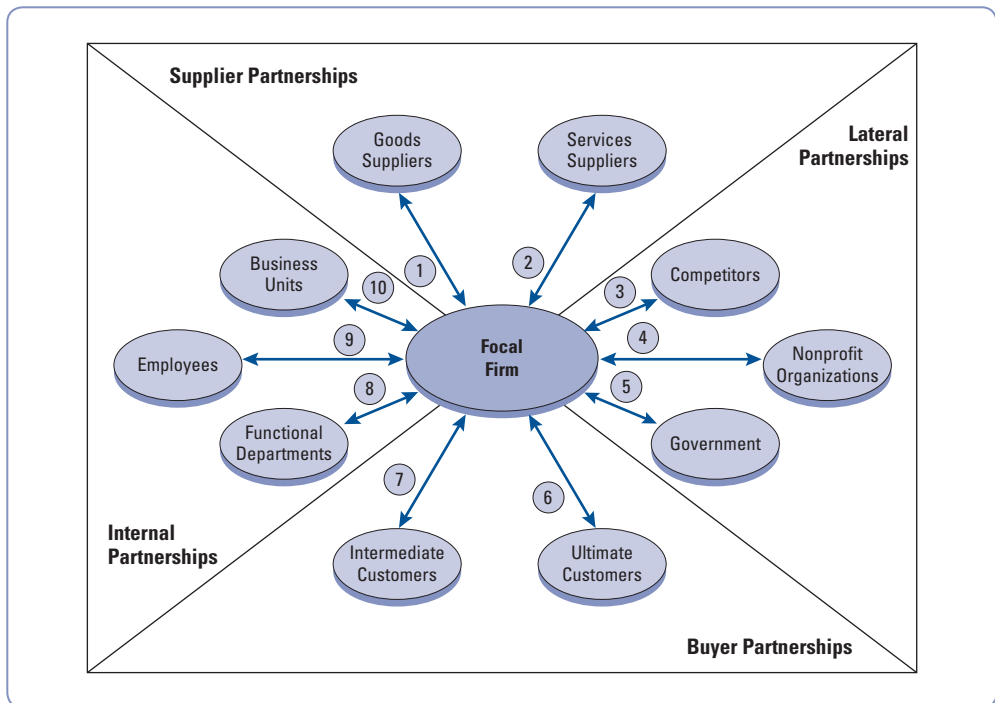 Supplier Partnerships
Lateral
Partnerships
Goods
Suppliers
Services
Suppliers
Business
Units
10
1
2
3
Competitors
Employees
9
Focal
Firm
4
Nonprofit
Organizations
8
5
Functional
Departments
Government
7
6
Internal
Partnerships
Intermediate
Customers
Ultimate
Customers
Buyer Partnerships